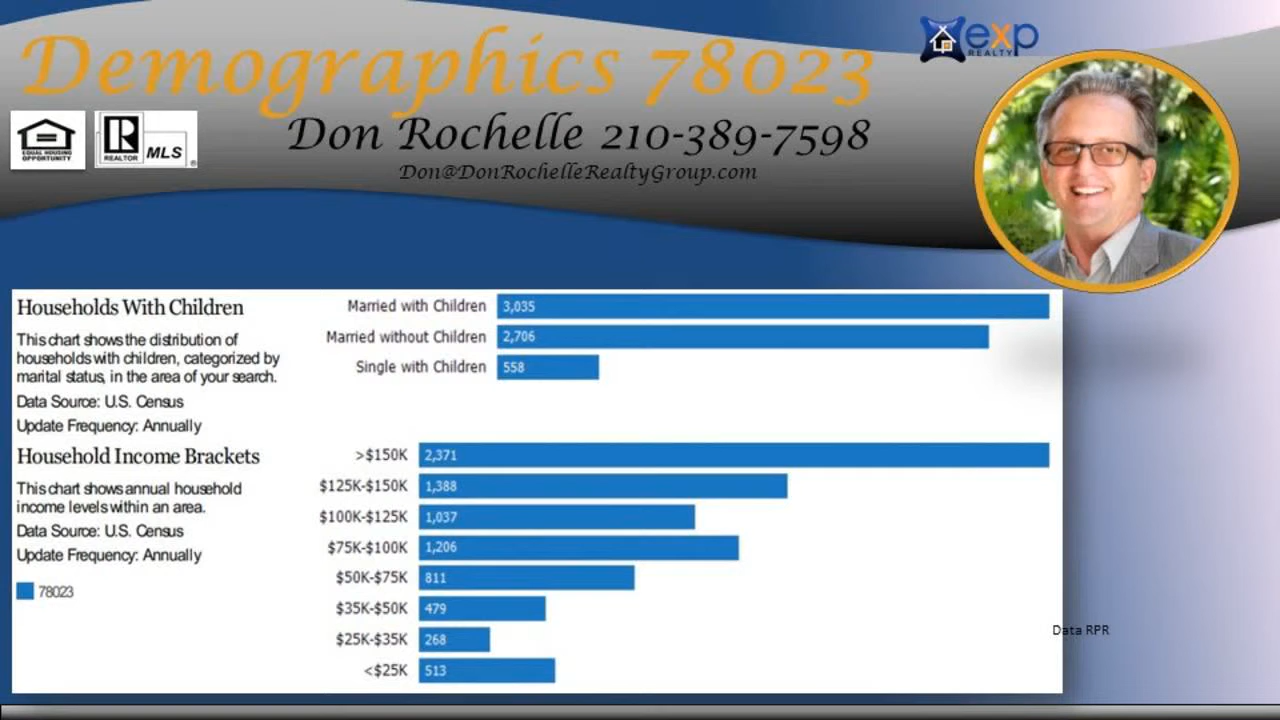 exp
REALTY
Demographics 78023
Don Rochelle 210-389-7598
Don@DonRochelleRealtyGroup.com
EQUAL HOUSING
OPPORTUNITY
R
REALTOR
MLS
®
Households With Children
This chart shows the distribution of
households with children, categorized by
marital status, in the area of your search.
Data Source: U.S. Census
Update Frequency: Annually
Married with Children 3,035
Married without Children 2,706
Single with Children 558
Household Income Brackets
This chart shows annual household
income levels within an area.
Data Source: U.S. Census
Update Frequency: Annually
78023
>$150K 2,371
$125K-$150K 1,388
$100K-$125K 1,037
$75K-$100K 1,206
$50K-$75K 811
$35K-$50K 479
$25K-$35K 268
<$25K 513
Data RPR